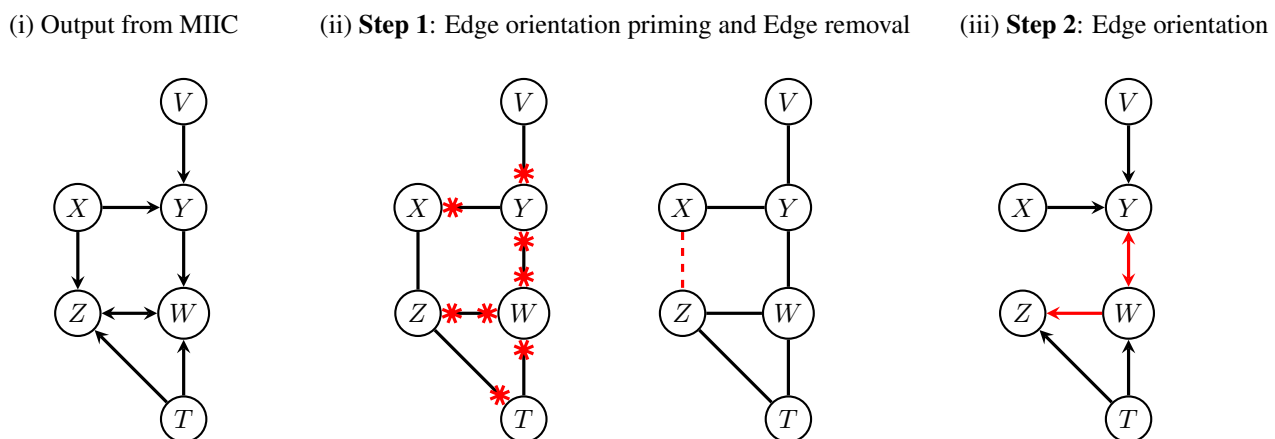 (i) Output from MIIC
(ii) Step 1: Edge orientation priming and Edge removal
(iii) Step 2: Edge orientation
V
X Y
Z W
T
V
X Y
Z W
T
V
X Y
Z W
T
V
X Y
Z W
T